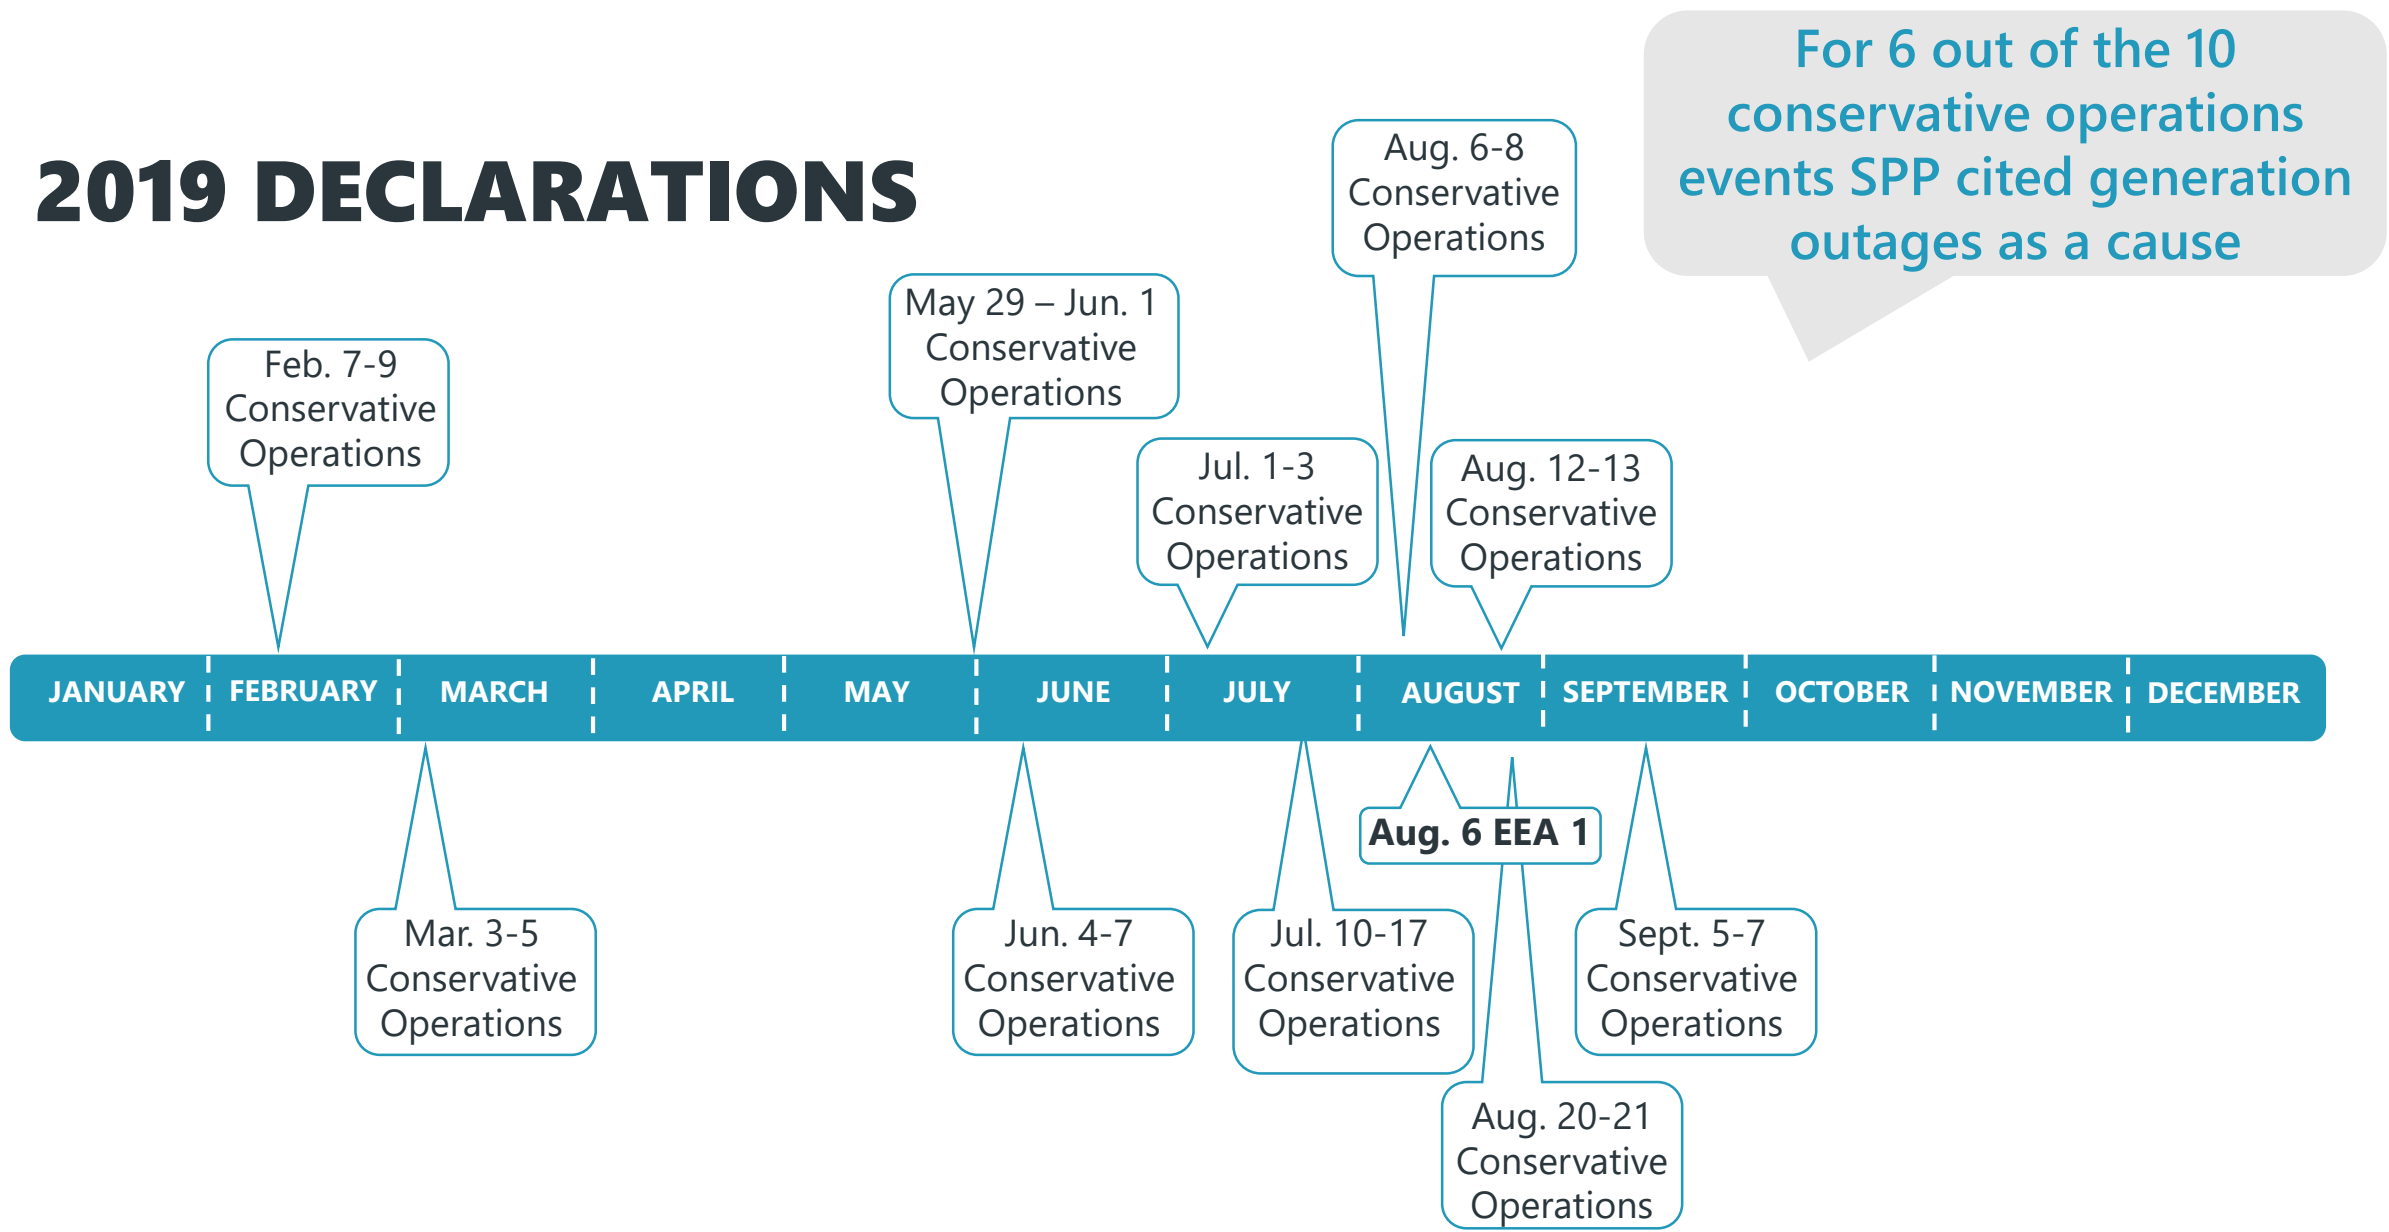 For 6 out of the 10
conservative operations
events SPP cited generation
outages as a cause
2019 DECLARATIONS
Aug. 6-8
Conservative
Operations
May 29 – Jun. 1
Conservative
Operations
Feb. 7-9
Conservative
Operations
Jul. 1-3
Conservative
Operations
Aug. 12-13
Conservative
Operations
JANUARY
FEBRUARY
MARCH
APRIL
MAY
JUNE
JULY
AUGUST
SEPTEMBER
OCTOBER
NOVEMBER
DECEMBER
Aug. 6 EEA 1
Mar. 3-5
Conservative
Operations
Jun. 4-7
Conservative
Operations
Jul. 10-17
Conservative
Operations
Sept. 5-7
Conservative
Operations
Aug. 20-21
Conservative
Operations